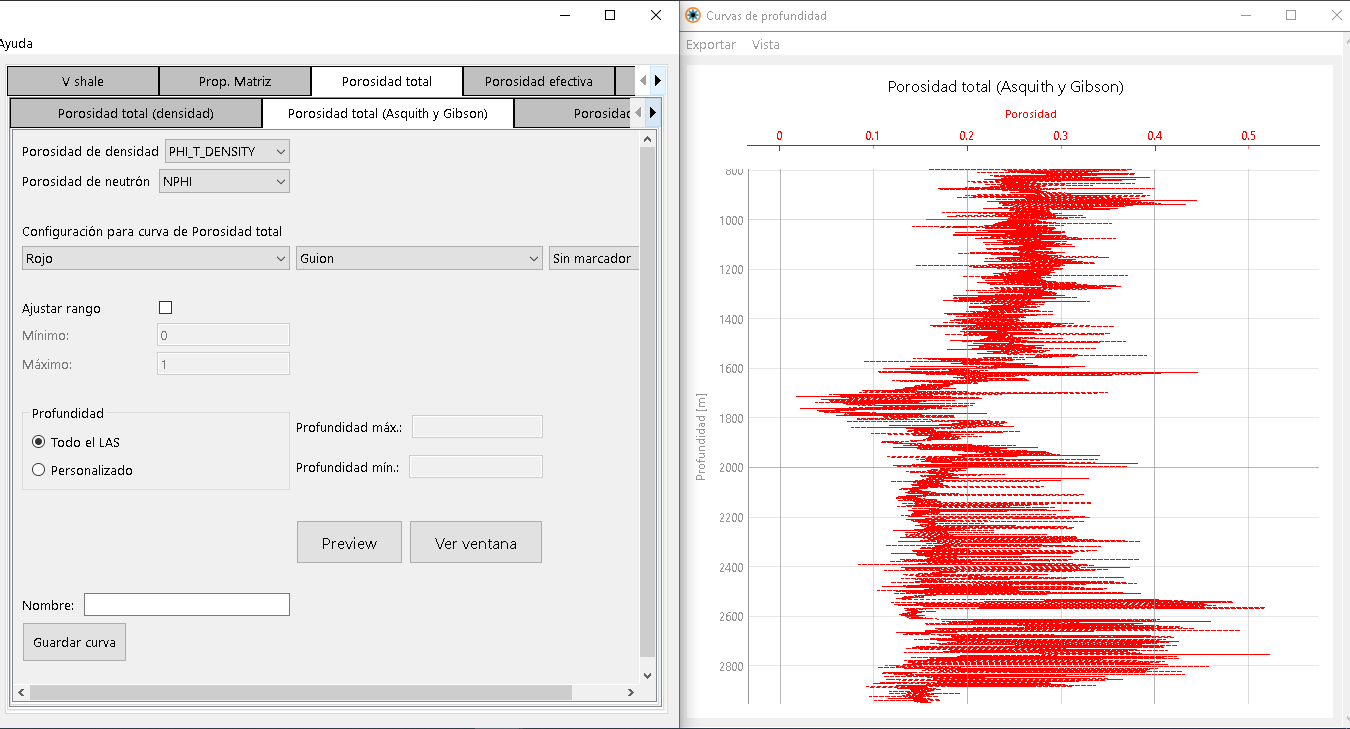 Ayuda
V shale
Prop. Matriz
Porosidad total
Porosidad efectiva
Porosidad total (densidad)
Porosidad total (Asquith y Gibson)
Porosidad de densidad PHI_T_DENSITY
Porosidad de neutrón NPHI
Configuración para curva de Porosidad total
Rojo
Guion
Sin marcador
Ajustar rango
Mínimo: 0
Máximo: 1
Profundidad
Todo el LAS
Personalizado
Profundidad máx.:
Profundidad mín.:
Preview
Ver ventana
Nombre:
Guardar curva
Curvas de profundidad
Exportar Vista
Porosidad total (Asquith y Gibson)
Porosidad
0 0.1 0.2 0.3 0.4 0.5
Profundidad [m]
800
1000
1200
1400
1600
1800
2000
2200
2400
2600
2800